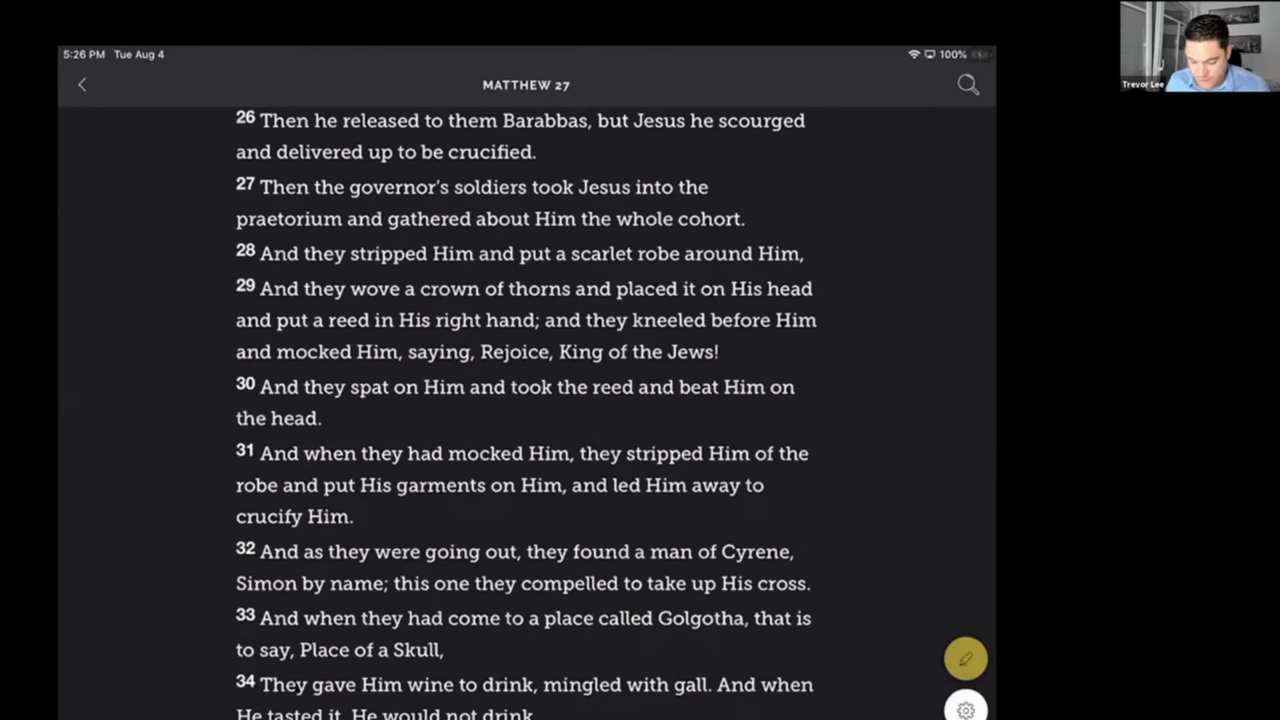 5:26 PM Tue Aug 4
100%
MATTHEW 27
Trevor Lee
26 Then he released to them Barabbas, but Jesus he scourged
and delivered up to be crucified.
27 Then the governor's soldiers took Jesus into the
praetorium and gathered about Him the whole cohort.
28 And they stripped Him and put a scarlet robe around Him,
29 And they wove a crown of thorns and placed it on His head
and put a reed in His right hand; and they kneeled before Him
and mocked Him, saying, Rejoice, King of the Jews!
30 And they spat on Him and took the reed and beat Him on
the head.
31 And when they had mocked Him, they stripped Him of the
robe and put His garments on Him, and led Him away to
crucify Him.
32 And as they were going out, they found a man of Cyrene,
Simon by name; this one they compelled to take up His cross.
33 And when they had come to a place called Golgotha, that is
to say, Place of a Skull,
34 They gave Him wine to drink, mingled with gall. And when
He tasted it, He would not drink